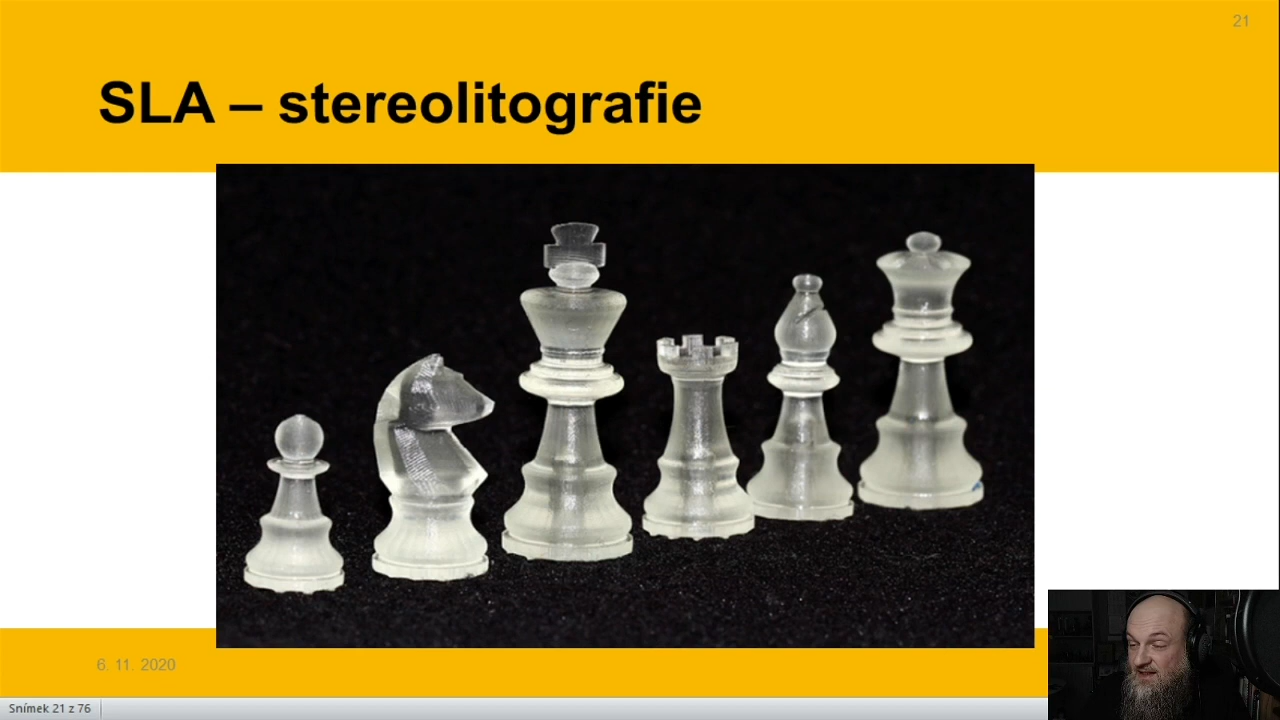 21
SLA – stereolitografie
6. 11. 2020
Snímek 21 z 76